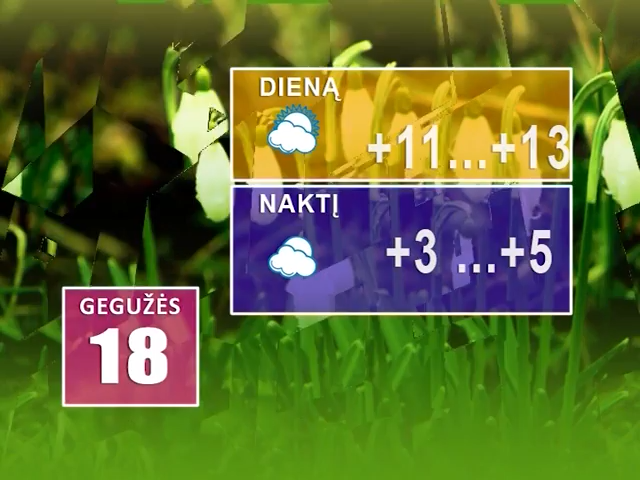 DIENĄ
+11...+13
NAKTĮ
+3 ...+5
GEGUŽĖS
18